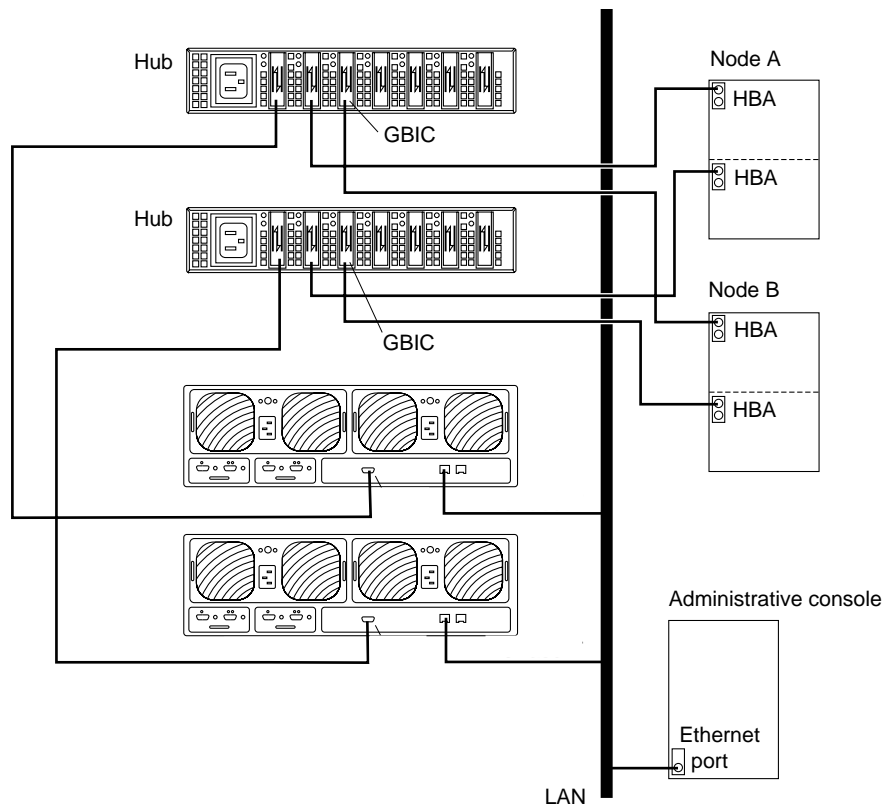 Hub
Node A
HBA
GBIC
HBA
Hub
Node B
HBA
GBIC
HBA
Administrative console
Ethernet
port
LAN